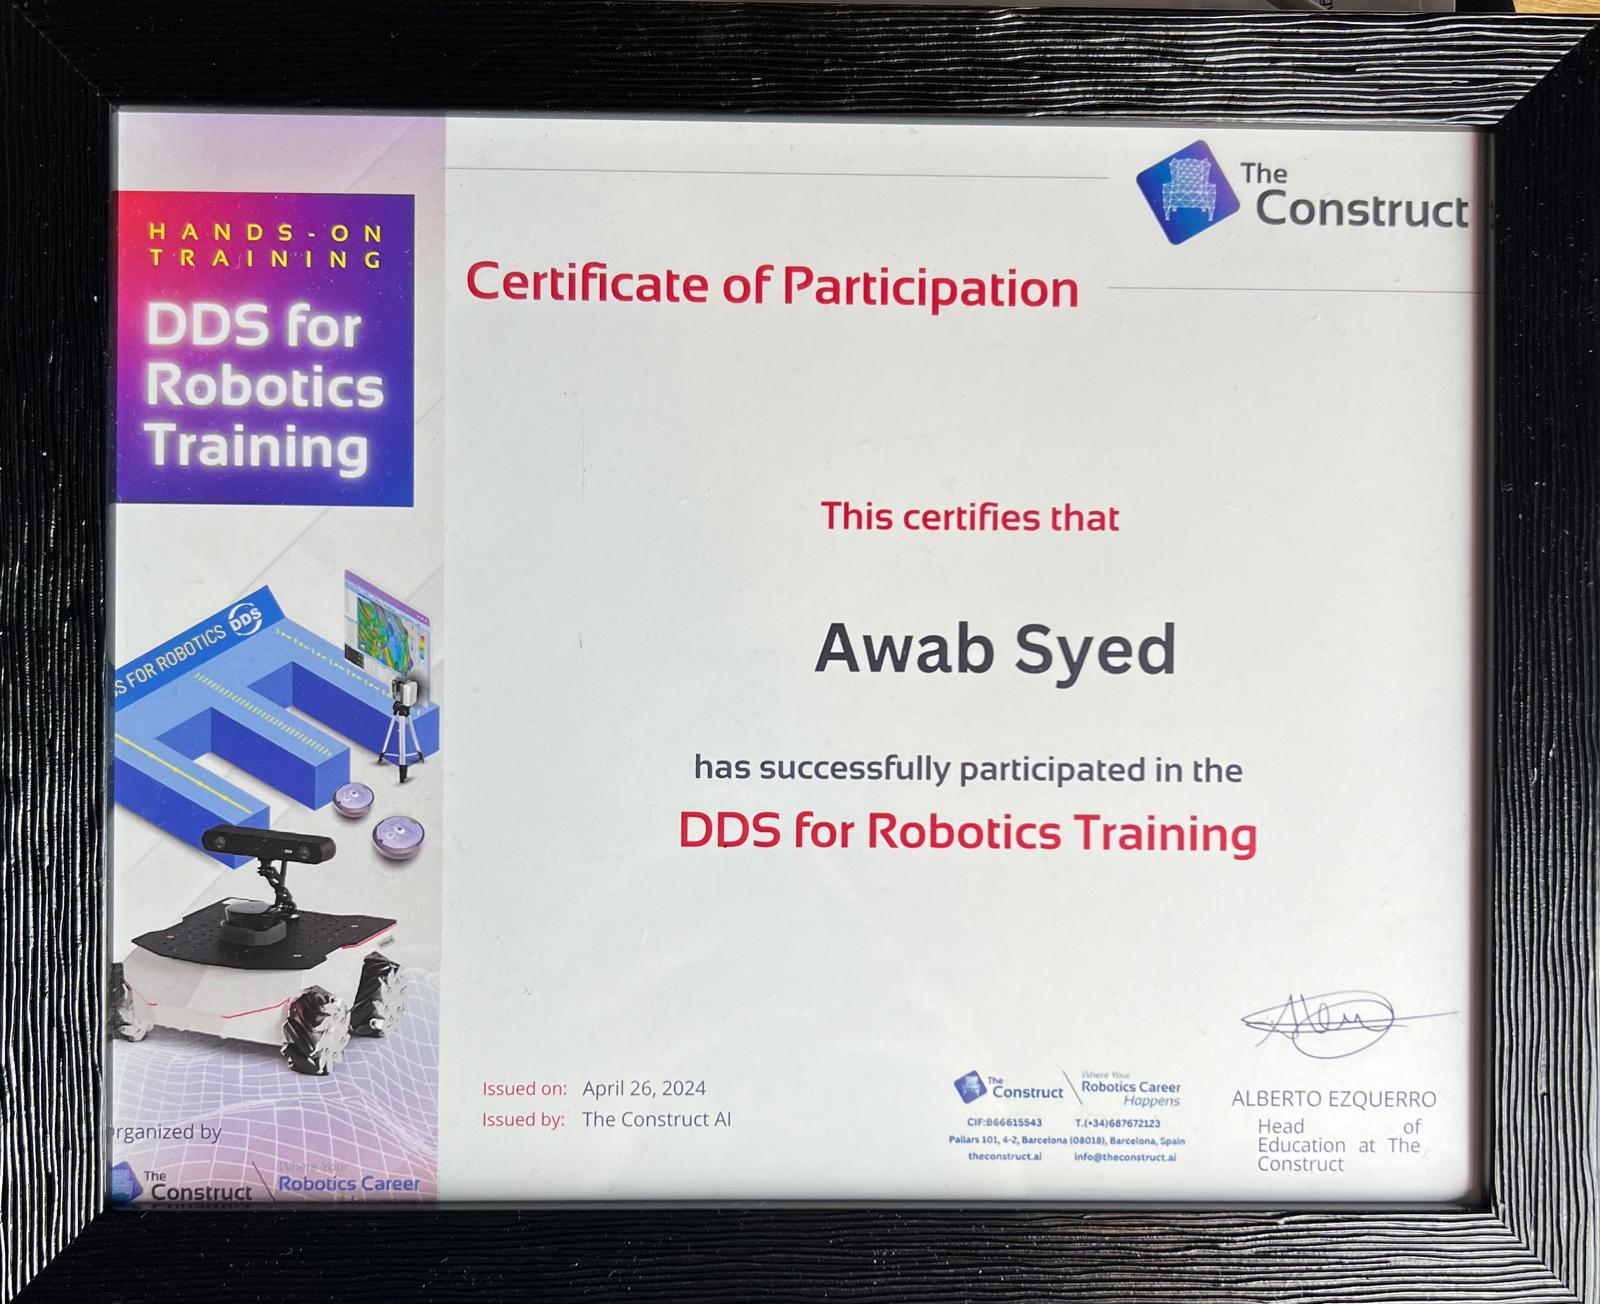 HANDS-ON
TRAINING
DDS for
Robotics
Training
The
Construct
Certificate of Participation
This certifies that
Awab Syed
has successfully participated in the
DDS for Robotics Training
S FOR ROBOTICS DDS
Issued on: April 26, 2024
Issued by: The Construct AI
The
Construct
Where Your
Robotics Career
Happens
CIF:B66615543 T.(+34)687672123
Pallars 101, 4-2, Barcelona (08018), Barcelona, Spain
theconstruct.ai info@theconstruct.ai
ALBERTO EZQUERRO
Head of
Education at The
Construct
rganized by
The
Construct
Where Your
Robotics Career